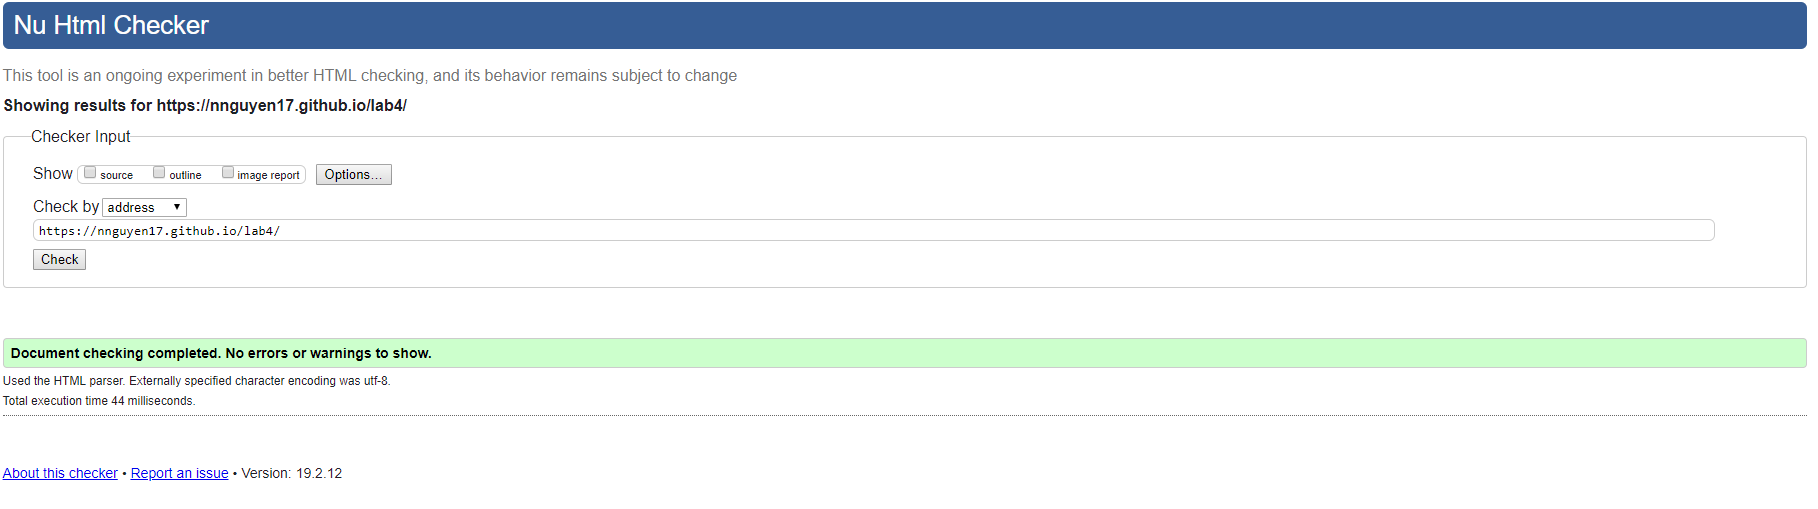 Nu Html Checker
This tool is an ongoing experiment in better HTML checking, and its behavior remains subject to change
Showing results for https://nnguyen17.github.io/lab4/
Checker Input
Show source outline image report Options...
Check by address
https://nnguyen17.github.io/lab4/
Check
Document checking completed. No errors or warnings to show.
Used the HTML parser. Externally specified character encoding was utf-8.
Total execution time 44 milliseconds.
About this checker • Report an issue • Version: 19.2.12